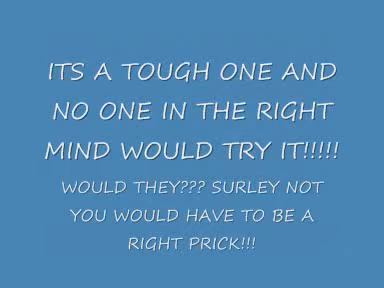 ITS A TOUGH ONE AND
NO ONE IN THE RIGHT
MIND WOULD TRY IT!!!!!
WOULD THEY??? SURLEY NOT
YOU WOULD HAVE TO BE A
RIGHT PRICK!!!